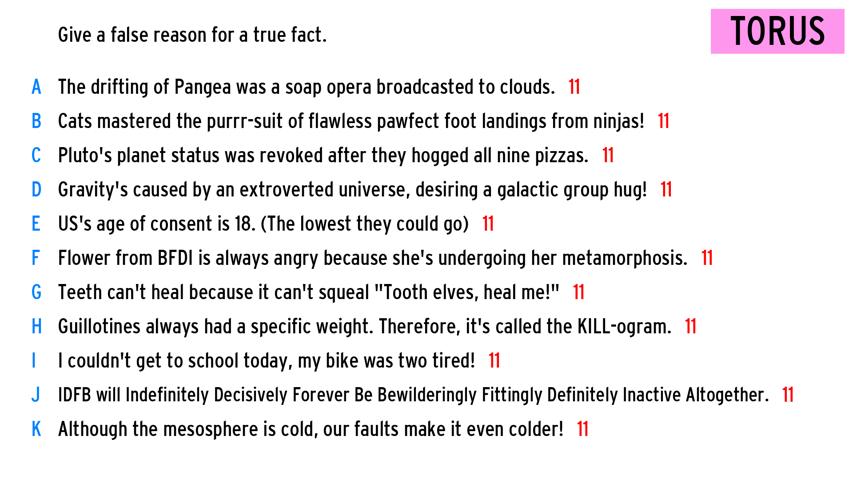 Give a false reason for a true fact.
TORUS
A The drifting of Pangea was a soap opera broadcasted to clouds. 11
B Cats mastered the purrr-suit of flawless pawfect foot landings from ninjas! 11
C Pluto's planet status was revoked after they hogged all nine pizzas. 11
D Gravity's caused by an extroverted universe, desiring a galactic group hug! 11
E US's age of consent is 18. (The lowest they could go) 11
F Flower from BFDI is always angry because she's undergoing her metamorphosis. 11
G Teeth can't heal because it can't squeal "Tooth elves, heal me!" 11
H Guillotines always had a specific weight. Therefore, it's called the KILL-ogram. 11
I I couldn't get to school today, my bike was two tired! 11
J IDFB will Indefinitely Decisively Forever Be Bewilderingly Fittingly Definitely Inactive Altogether. 11
K Although the mesosphere is cold, our faults make it even colder! 11